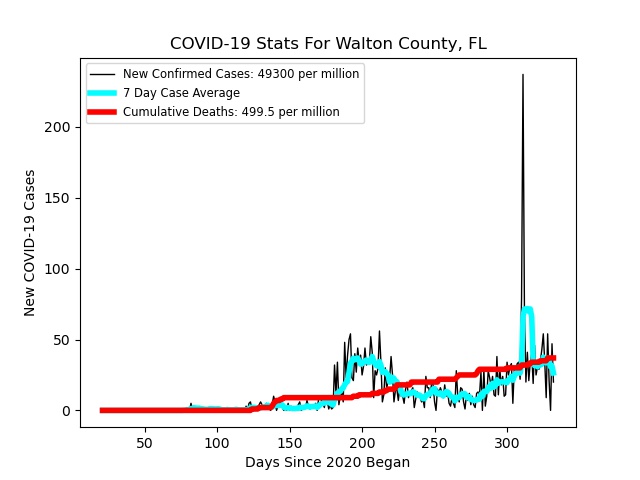 COVID-19 Stats For Walton County, FL
New Confirmed Cases: 49300 per million
7 Day Case Average
Cumulative Deaths: 499.5 per million
New COVID-19 Cases
200
150
100
50
0
50 100 150 200 250 300
Days Since 2020 Began